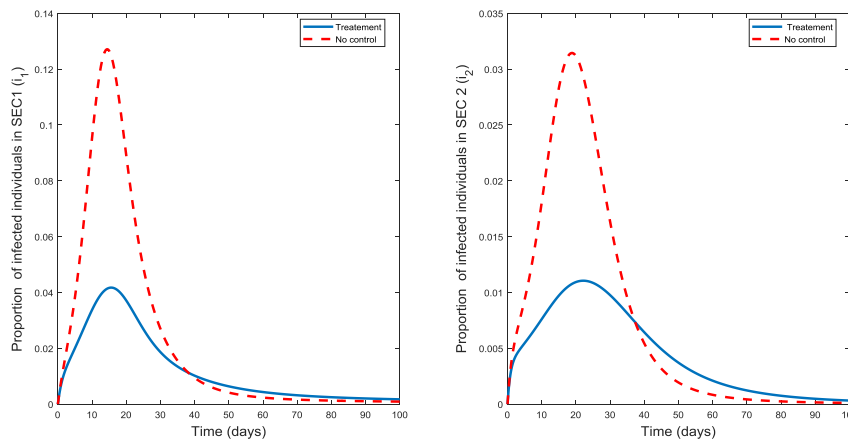 0.14
0.12
0.1
0.08
0.06
0.04
0.02
0
Proportion of infected individuals in SEC1 (i1)
0 10 20 30 40 50 60 70 80 90 100
Time (days)
Treatement
No control
0.035
0.03
0.025
0.02
0.015
0.01
0.005
0
Proportion of infected individuals in SEC 2 (i2)
0 10 20 30 40 50 60 70 80 90 100
Time (days)
Treatement
No control